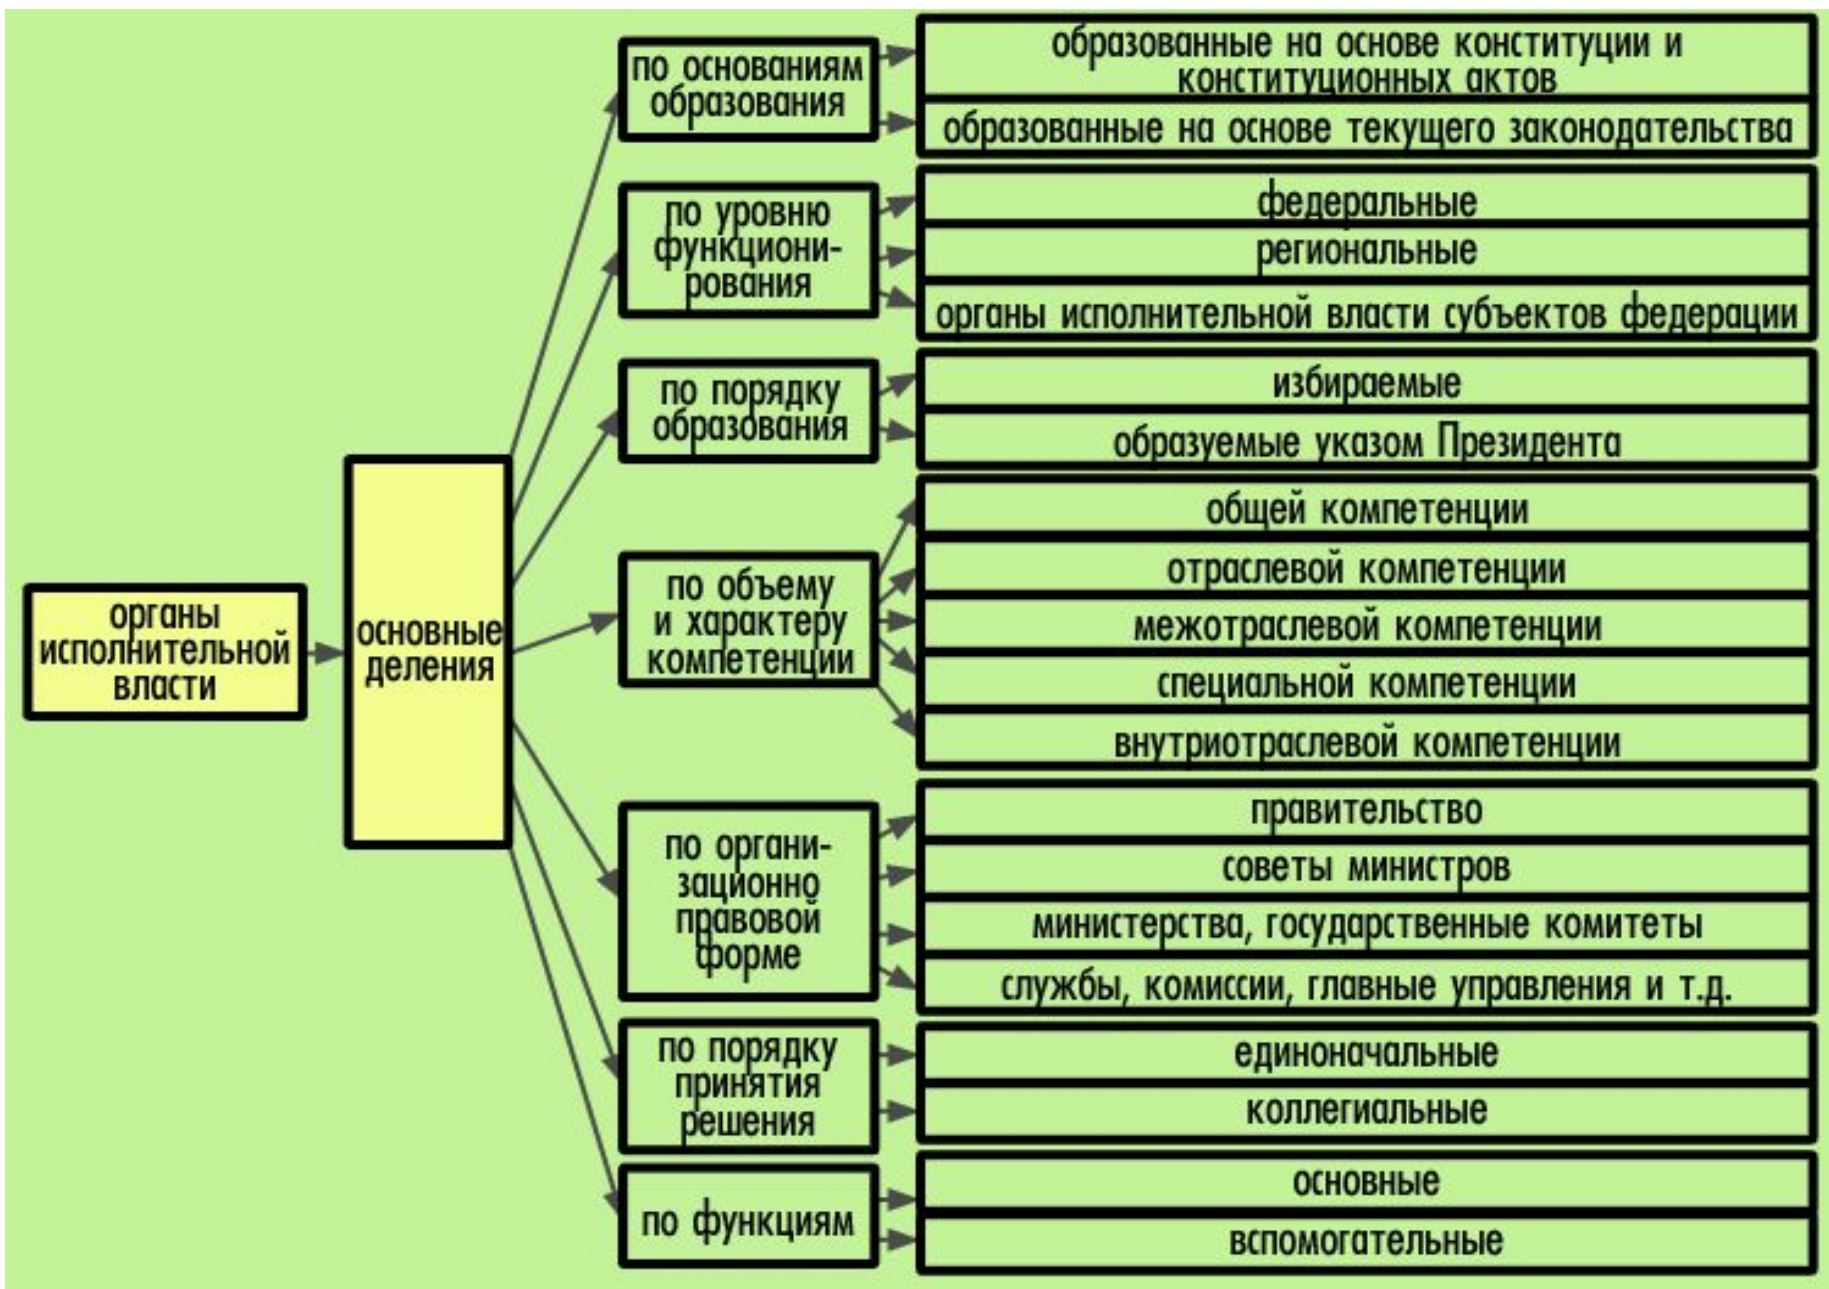 органы
исполнительной
власти
основные
деления
по основаниям
образования
образованные на основе конституции и
конституционных актов
образованные на основе текущего законодательства
по уровню
функциони-
рования
федеральные
региональные
органы исполнительной власти субъектов федерации
по порядку
образования
избираемые
образуемые указом Президента
по объему
и характеру
компетенции
общей компетенции
отраслевой компетенции
межотраслевой компетенции
специальной компетенции
внутриотраслевой компетенции
по органи-
зационно
правовой
форме
правительство
советы министров
министерства, государственные комитеты
службы, комиссии, главные управления и т.д.
по порядку
принятия
решения
единоначальные
коллегиальные
по функциям
основные
вспомогательные